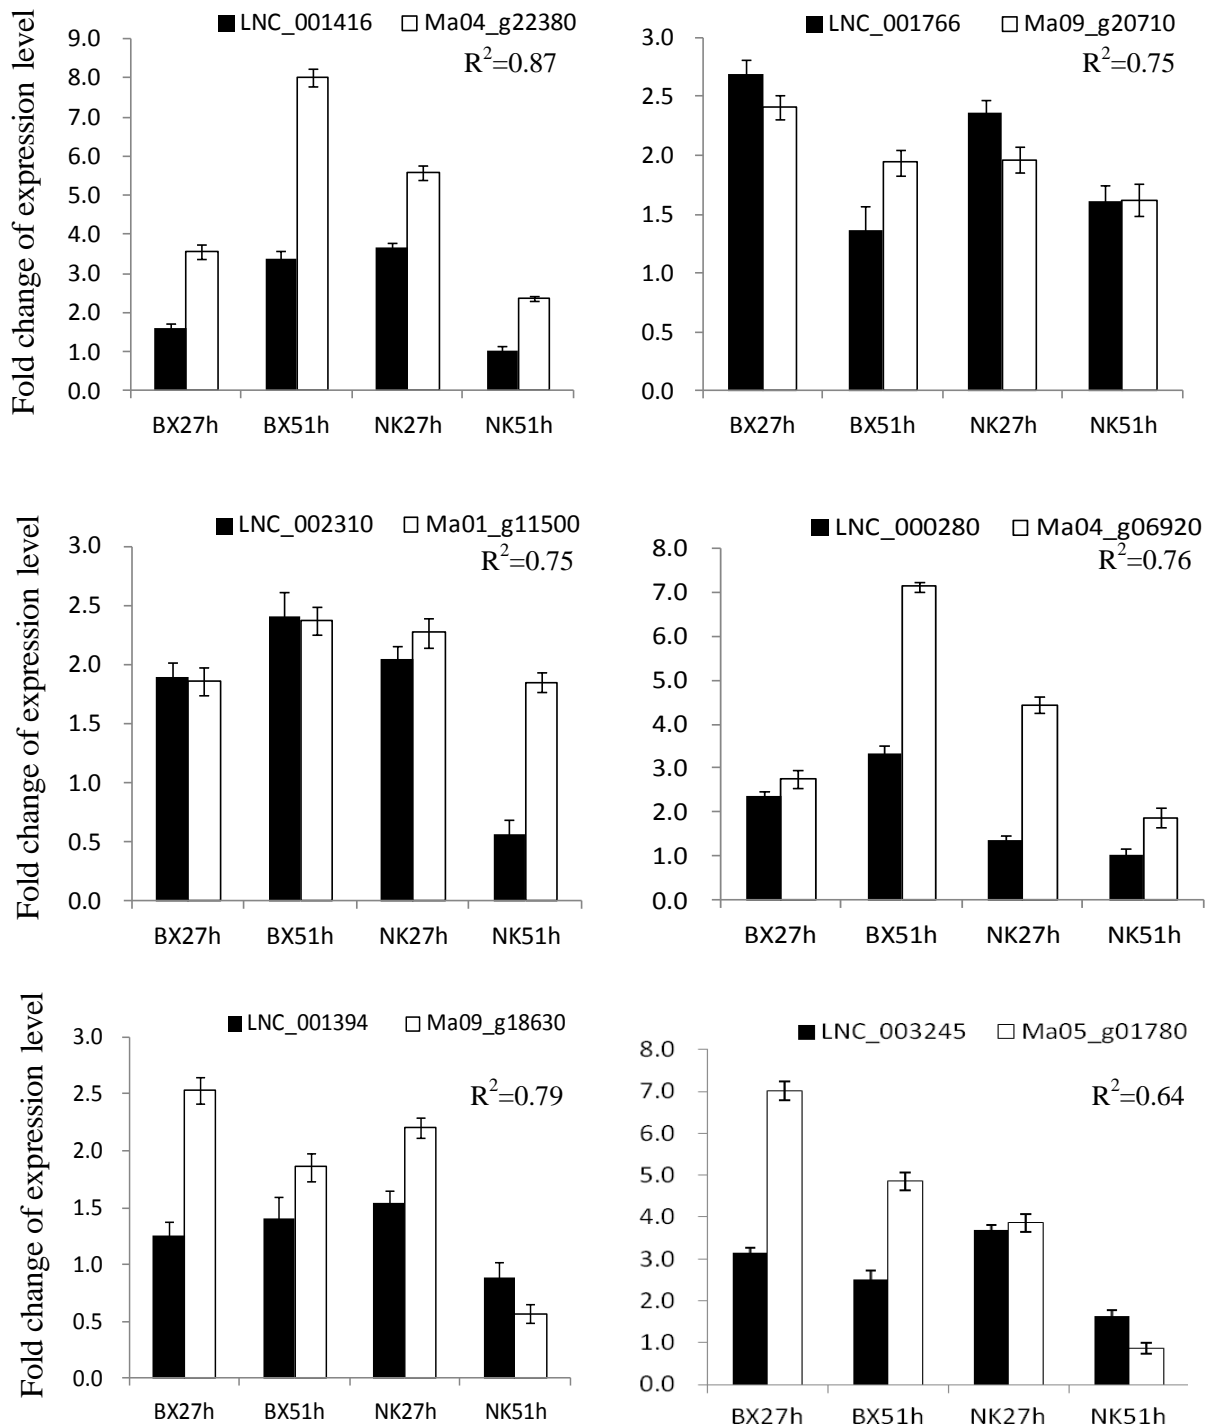 Fold change of expression level
LNC_001416 Ma04_g22380
R²=0.87
9.0
8.0
7.0
6.0
5.0
4.0
3.0
2.0
1.0
0.0
BX27h BX51h NK27h NK51h
LNC_001766 Ma09_g20710
R²=0.75
3.0
2.5
2.0
1.5
1.0
0.5
0.0
BX27h BX51h NK27h NK51h
Fold change of expression level
LNC_002310 Ma01_g11500
R²=0.75
3.0
2.5
2.0
1.5
1.0
0.5
0.0
BX27h BX51h NK27h NK51h
LNC_000280 Ma04_g06920
R²=0.76
8.0
7.0
6.0
5.0
4.0
3.0
2.0
1.0
0.0
BX27h BX51h NK27h NK51h
Fold change of expression level
LNC_001394 Ma09_g18630
R²=0.79
3.0
2.5
2.0
1.5
1.0
0.5
0.0
BX27h BX51h NK27h NK51h
LNC_003245 Ma05_g01780
R²=0.64
8.0
7.0
6.0
5.0
4.0
3.0
2.0
1.0
0.0
BX27h BX51h NK27h NK51h